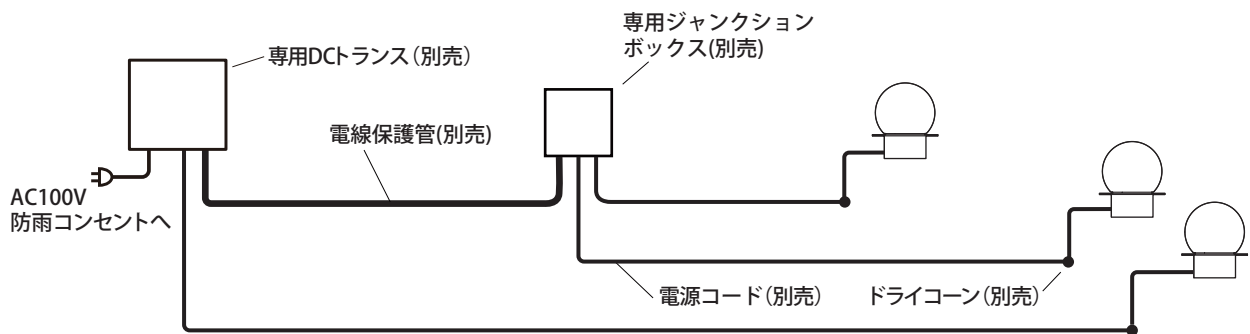 専用DCトランス（別売）
専用ジャンクション
ボックス(別売)
電線保護管(別売)
AC100V
防雨コンセントへ
電源コード（別売）
ドライコーン（別売）